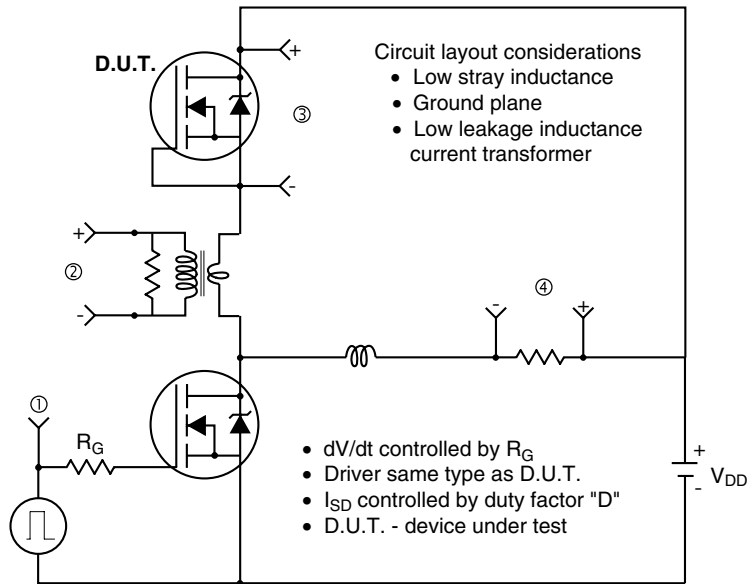 D.U.T.
+
③
-
Circuit layout considerations
• Low stray inductance
• Ground plane
• Low leakage inductance
current transformer
+
②
-
④
-
+
①
R_G
• dV/dt controlled by R_G
• Driver same type as D.U.T.
• I_SD controlled by duty factor "D"
• D.U.T. - device under test
+
-
V_DD